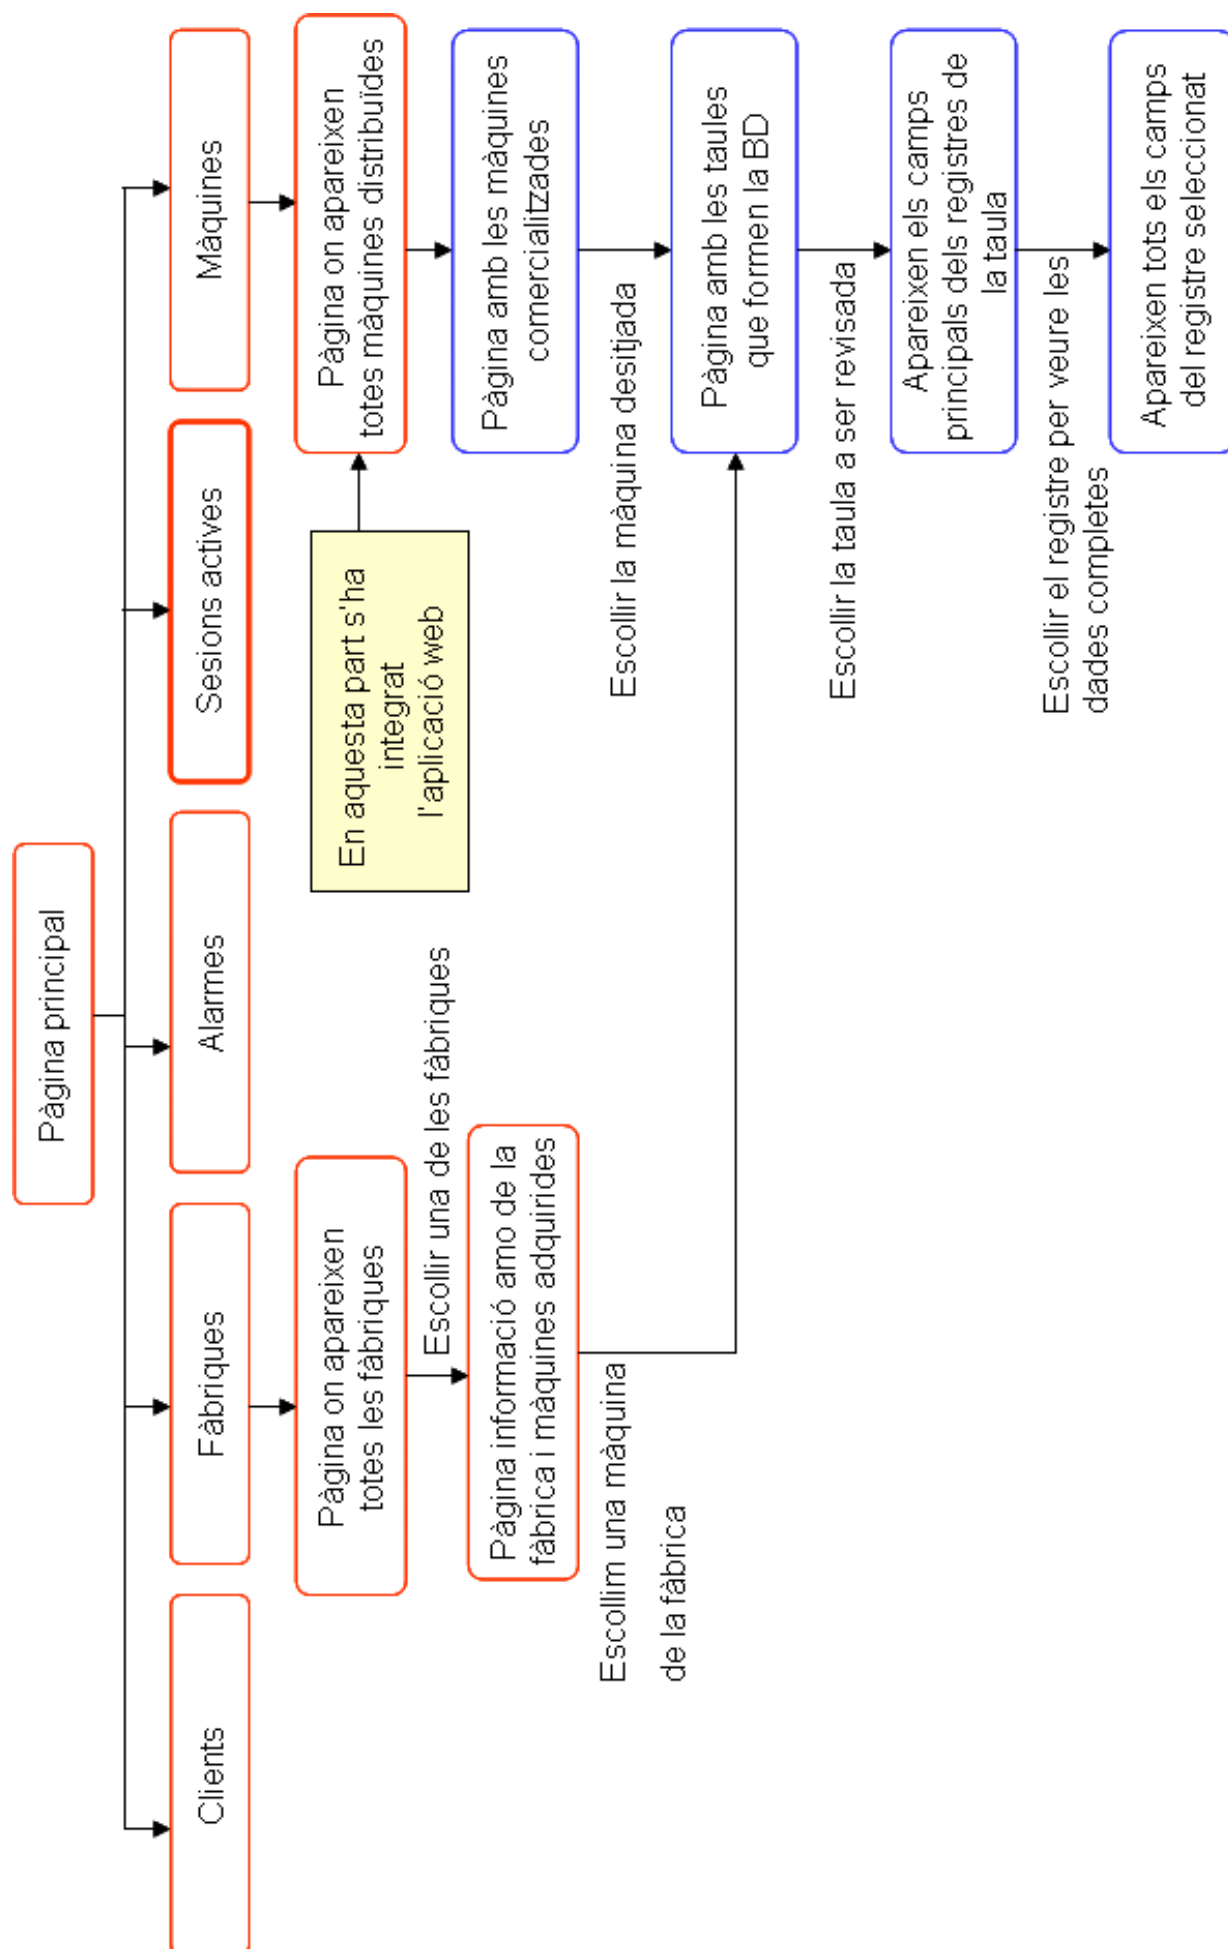 Pàgina principal
Clients
Fàbriques
Alarmes
Sesions actives
Màquines
Pàgina on apareixen
totes les fàbriques
Escollir una de les fàbriques
Pàgina informació amo de la
fàbrica i màquines adquirides
Escollim una màquina
de la fàbrica
En aquesta part s'ha
integrat
l'aplicació web
Pàgina on apareixen
totes màquines distribuïdes
Pàgina amb les màquines
comercialitzades
Escollir la màquina desitjada
Pàgina amb les taules
que formen la BD
Escollir la taula a ser revisada
Apareixen els camps
principals dels registres de
la taula
Escollir el registre per veure les
dades completes
Apareixen tots els camps
del registre seleccionat